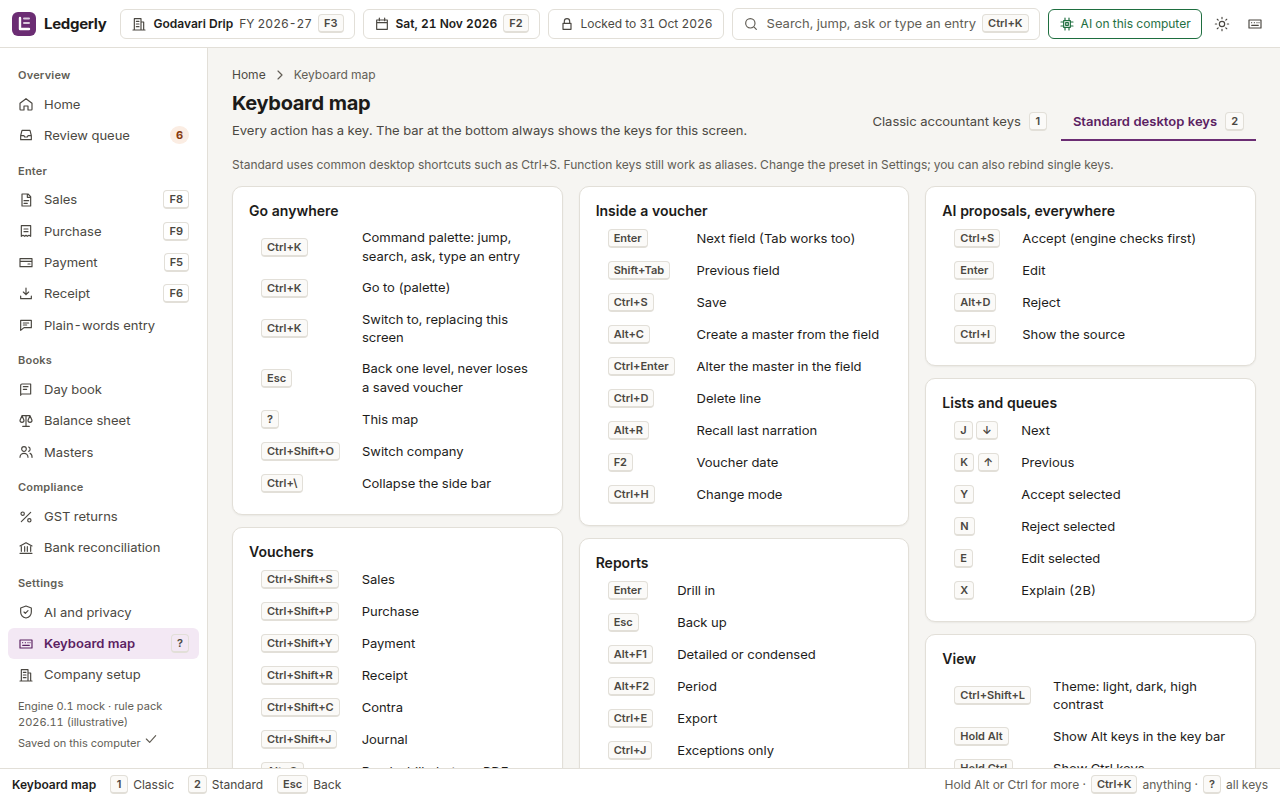 Ledgerly
Godavari Drip FY 2026-27 F3
Sat, 21 Nov 2026 F2
Locked to 31 Oct 2026
Search, jump, ask or type an entry Ctrl+K
AI on this computer
Overview
Home
Review queue 6
Enter
Sales F8
Purchase F9
Payment F5
Receipt F6
Plain-words entry
Books
Day book
Balance sheet
Masters
Compliance
GST returns
Bank reconciliation
Settings
AI and privacy
Keyboard map ?
Company setup
Engine 0.1 mock · rule pack
2026.11 (illustrative)
Saved on this computer
Home > Keyboard map
Keyboard map
Every action has a key. The bar at the bottom always shows the keys for this screen.
Classic accountant keys 1
Standard desktop keys 2
Standard uses common desktop shortcuts such as Ctrl+S. Function keys still work as aliases. Change the preset in Settings; you can also rebind single keys.
Go anywhere
Ctrl+K Command palette: jump,
search, ask, type an entry
Ctrl+K Go to (palette)
Ctrl+K Switch to, replacing this
screen
Esc Back one level, never loses
a saved voucher
? This map
Ctrl+Shift+O Switch company
Ctrl+\ Collapse the side bar
Vouchers
Ctrl+Shift+S Sales
Ctrl+Shift+P Purchase
Ctrl+Shift+Y Payment
Ctrl+Shift+R Receipt
Ctrl+Shift+C Contra
Ctrl+Shift+J Journal
Inside a voucher
Enter Next field (Tab works too)
Shift+Tab Previous field
Ctrl+S Save
Alt+C Create a master from the field
Ctrl+Enter Alter the master in the field
Ctrl+D Delete line
Alt+R Recall last narration
F2 Voucher date
Ctrl+H Change mode
Reports
Enter Drill in
Esc Back up
Alt+F1 Detailed or condensed
Alt+F2 Period
Ctrl+E Export
Ctrl+J Exceptions only
AI proposals, everywhere
Ctrl+S Accept (engine checks first)
Enter Edit
Alt+D Reject
Ctrl+I Show the source
Lists and queues
J ↓ Next
K ↑ Previous
Y Accept selected
N Reject selected
E Edit selected
X Explain (2B)
View
Ctrl+Shift+L Theme: light, dark, high
contrast
Hold Alt Show Alt keys in the key bar
Hold Ctrl Show Ctrl keys
Keyboard map 1 Classic 2 Standard Esc Back
Hold Alt or Ctrl for more · Ctrl+K anything · ? all keys